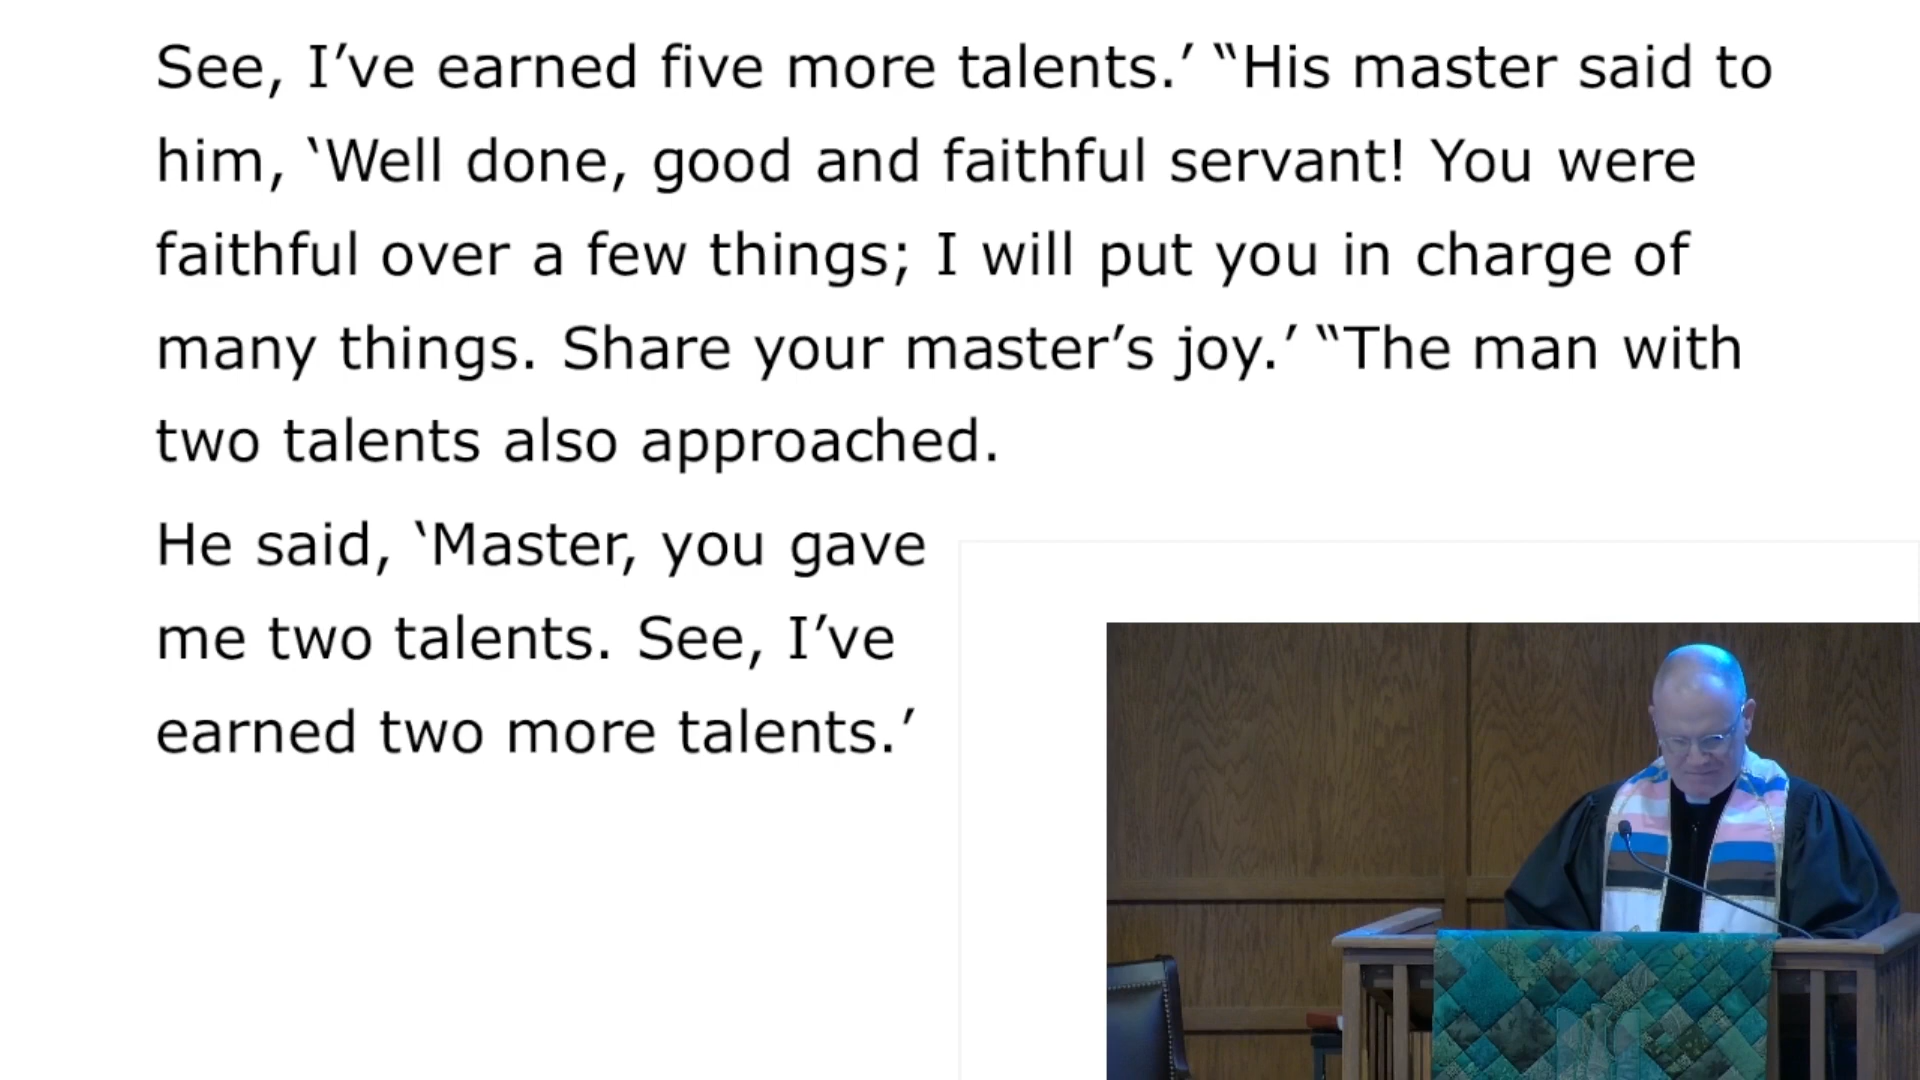 See, I’ve earned five more talents.’ “His master said to
him, ‘Well done, good and faithful servant! You were
faithful over a few things; I will put you in charge of
many things. Share your master’s joy.’ “The man with
two talents also approached.
He said, ‘Master, you gave
me two talents. See, I’ve
earned two more talents.’